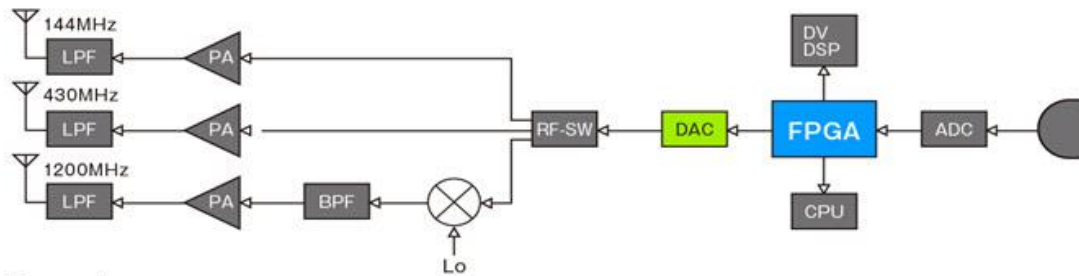 144MHz
LPF
PA
430MHz
LPF
PA
RF-SW
DAC
FPGA
DV
DSP
CPU
ADC
1200MHz
LPF
PA
BPF
Lo